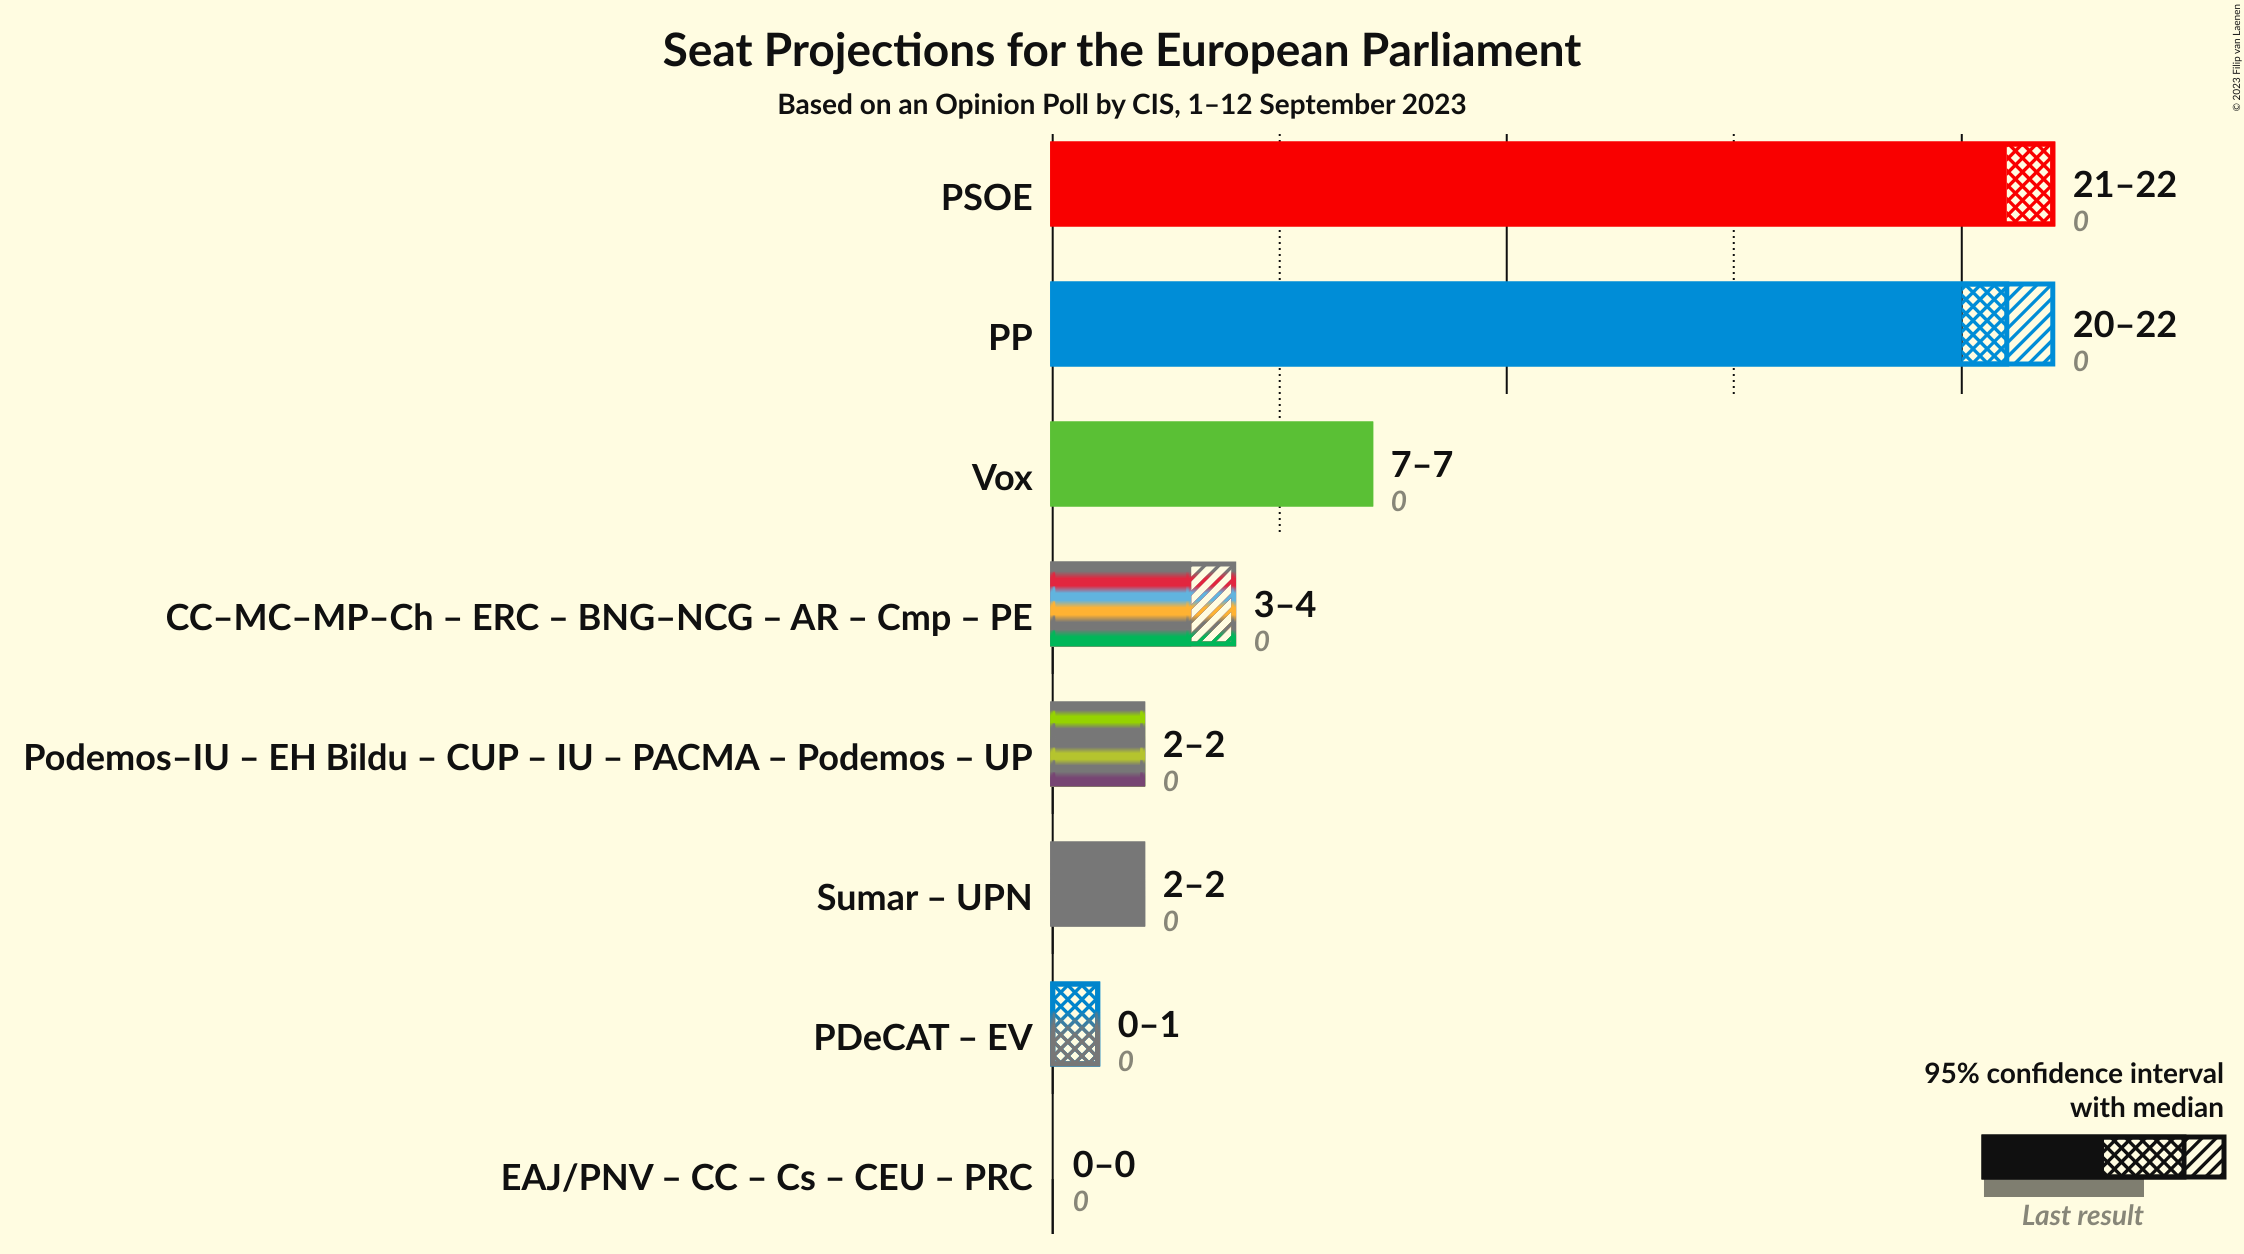 Seat Projections for the European Parliament
Based on an Opinion Poll by CIS, 1–12 September 2023
© 2023 Filip van Laenen
PSOE
21–22
0
PP
20–22
0
Vox
7–7
0
CC–MC–MP–Ch – ERC – BNG–NCG – AR – Cmp – PE
3–4
0
Podemos–IU – EH Bildu – CUP – IU – PACMA – Podemos – UP
2–2
0
Sumar – UPN
2–2
0
PDeCAT – EV
0–1
0
EAJ/PNV – CC – Cs – CEU – PRC
0–0
0
95% confidence interval
with median
Last result